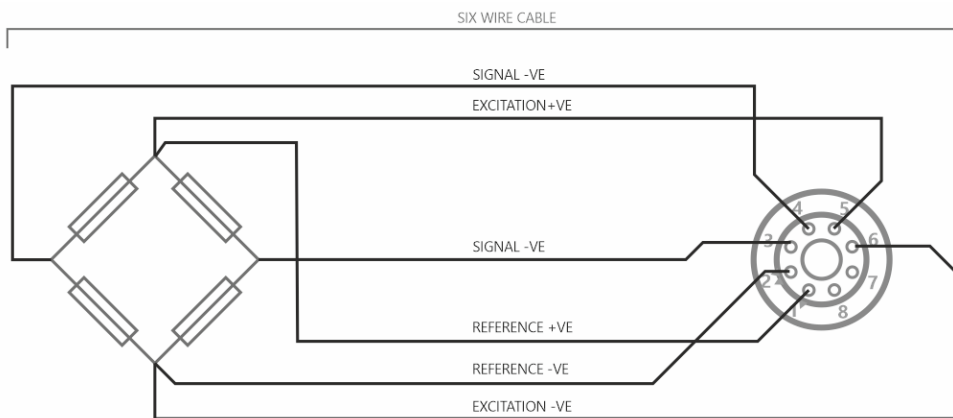 SIX WIRE CABLE
SIGNAL -VE
EXCITATION+VE
4 5
3 6
SIGNAL -VE
2 7
1 8
REFERENCE +VE
REFERENCE -VE
EXCITATION -VE